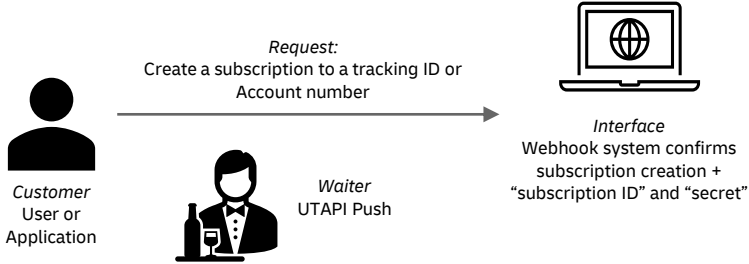 Request:
Create a subscription to a tracking ID or
Account number
Interface
Webhook system confirms
subscription creation +
“subscription ID” and “secret”
Customer
User or
Application
Waiter
UTAPI Push